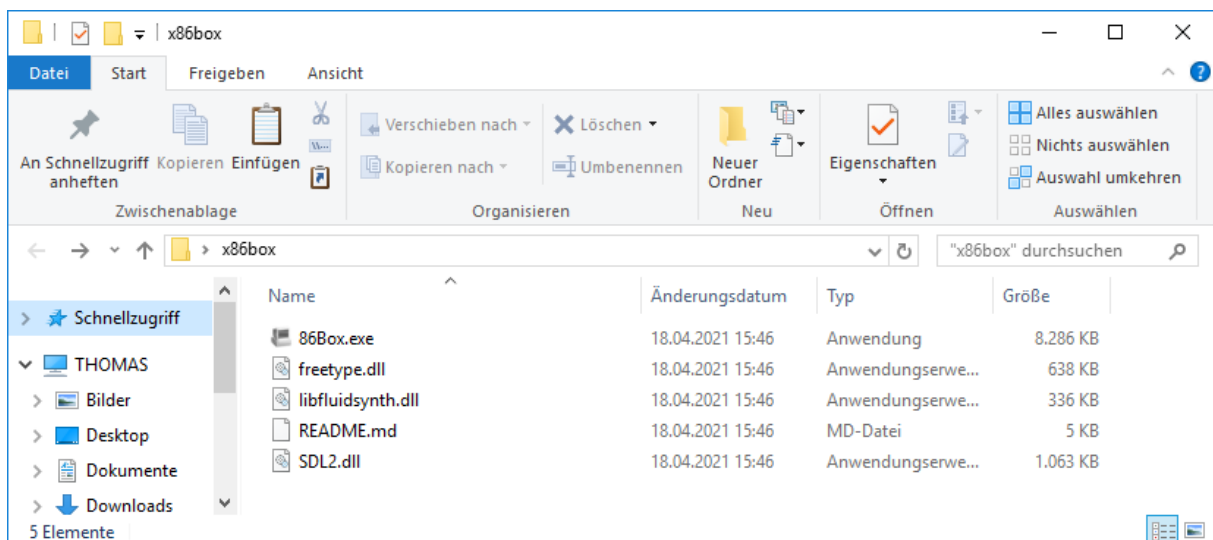 x86box
Datei Start Freigeben Ansicht
An Schnellzugriff anheften
Kopieren
Einfügen
Zwischenablage
Verschieben nach
Kopieren nach
Löschen
Umbenennen
Organisieren
Neuer Ordner
Neu
Eigenschaften
Öffnen
Alles auswählen
Nichts auswählen
Auswahl umkehren
Auswählen
x86box
"x86box" durchsuchen
Schnellzugriff
THOMAS
Bilder
Desktop
Dokumente
Downloads
Name Änderungsdatum Typ Größe
86Box.exe 18.04.2021 15:46 Anwendung 8.286 KB
freetype.dll 18.04.2021 15:46 Anwendungserwe... 638 KB
libfluidsynth.dll 18.04.2021 15:46 Anwendungserwe... 336 KB
README.md 18.04.2021 15:46 MD-Datei 5 KB
SDL2.dll 18.04.2021 15:46 Anwendungserwe... 1.063 KB
5 Elemente